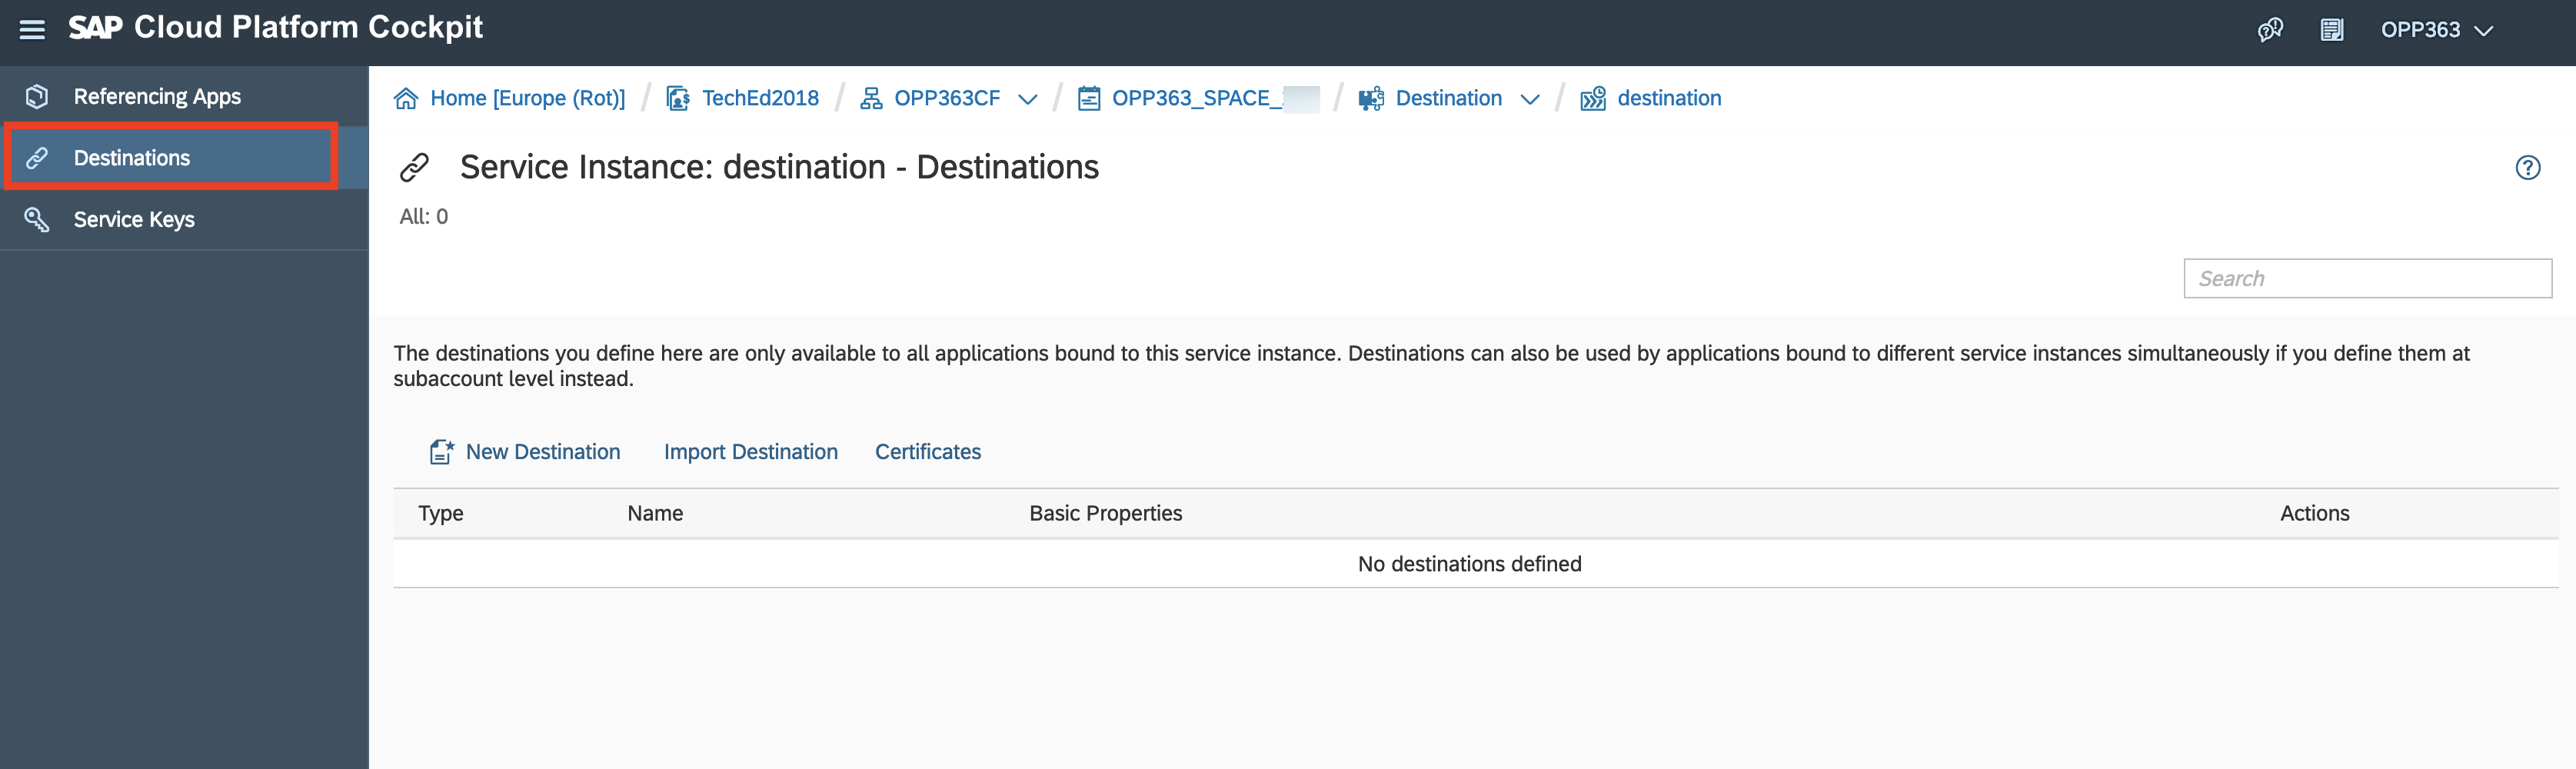 SAP Cloud Platform Cockpit
OPP363
Referencing Apps
Destinations
Service Keys
Home [Europe (Rot)] / TechEd2018 / OPP363CF / OPP363_SPACE_ / Destination / destination
Service Instance: destination - Destinations
All: 0
Search
The destinations you define here are only available to all applications bound to this service instance. Destinations can also be used by applications bound to different service instances simultaneously if you define them at
subaccount level instead.
New Destination Import Destination Certificates
Type Name Basic Properties Actions
No destinations defined